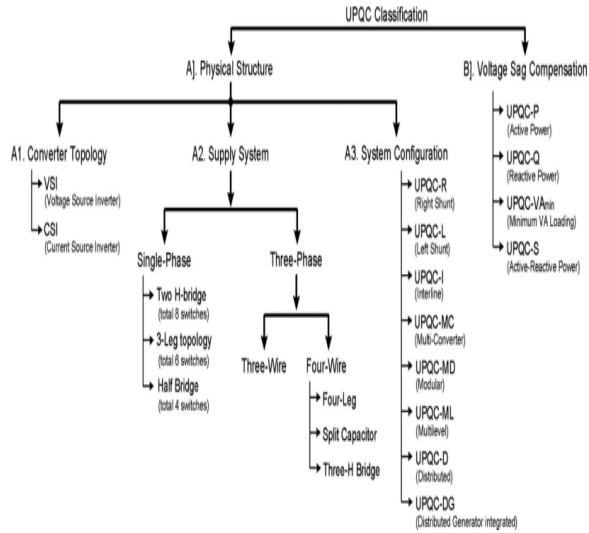 UPQC Classification
A]. Physical Structure
B]. Voltage Sag Compensation
A1. Converter Topology
VSI
(Voltage Source Inverter)
CSI
(Current Source Inverter)
A2. Supply System
Single-Phase
Two H-bridge
(total 8 switches)
3-Leg topology
(total 6 switches)
Half Bridge
(total 4 switches)
Three-Phase
Three-Wire
Four-Wire
Four-Leg
Split Capacitor
Three-H Bridge
A3. System Configuration
UPQC-R
(Right Shunt)
UPQC-L
(Left Shunt)
UPQC-I
(Interline)
UPQC-MC
(Multi-Converter)
UPQC-MD
(Modular)
UPQC-ML
(Multilevel)
UPQC-D
(Distributed)
UPQC-DG
(Distributed Generator integrated)
UPQC-P
(Active Power)
UPQC-Q
(Reactive Power)
UPQC-VAmin
(Minimum VA Loading)
UPQC-S
(Active-Reactive Power)